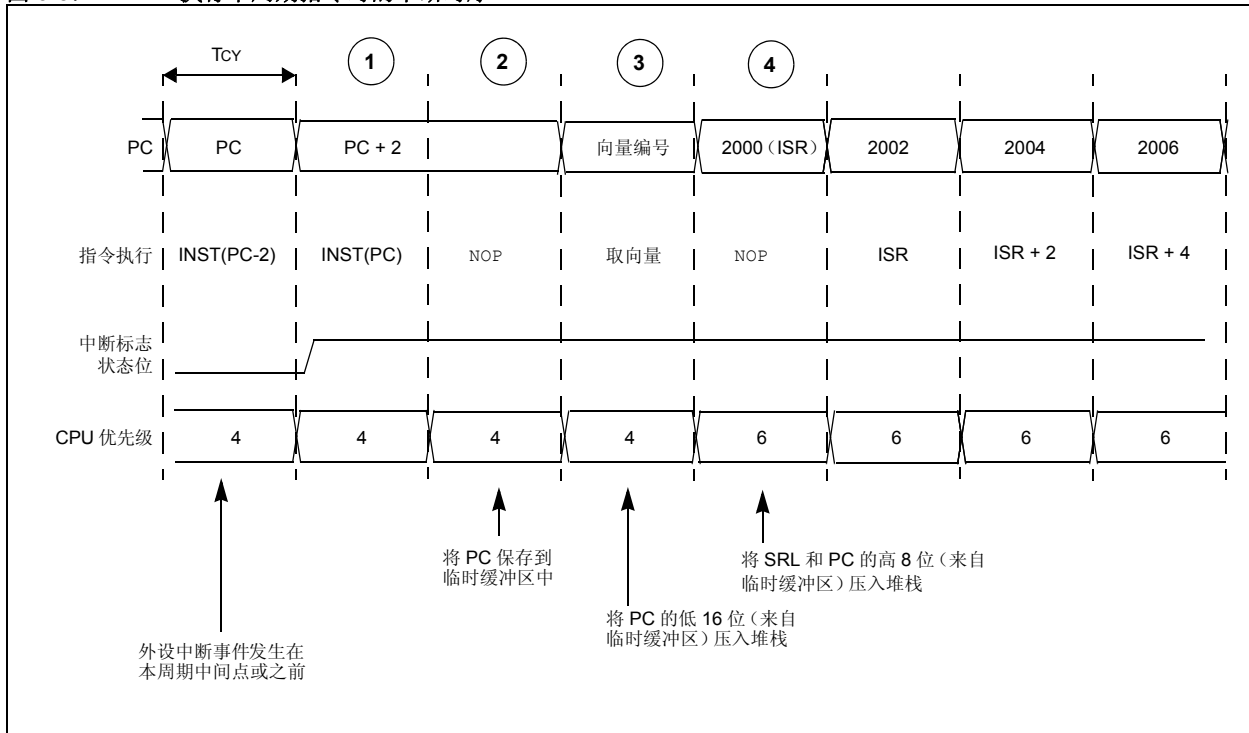 TCY
1 2 3 4
PC PC PC + 2 向量编号 2000（ISR） 2002 2004 2006
指令执行 INST(PC-2) INST(PC) NOP 取向量 NOP ISR ISR + 2 ISR + 4
中断标志
状态位
CPU 优先级 4 4 4 4 6 6 6 6
将 PC 保存到
临时缓冲区中
将 SRL 和 PC 的高 8 位（来自
临时缓冲区）压入堆栈
将 PC 的低 16 位（来自
临时缓冲区）压入堆栈
外设中断事件发生在
本周期中间点或之前